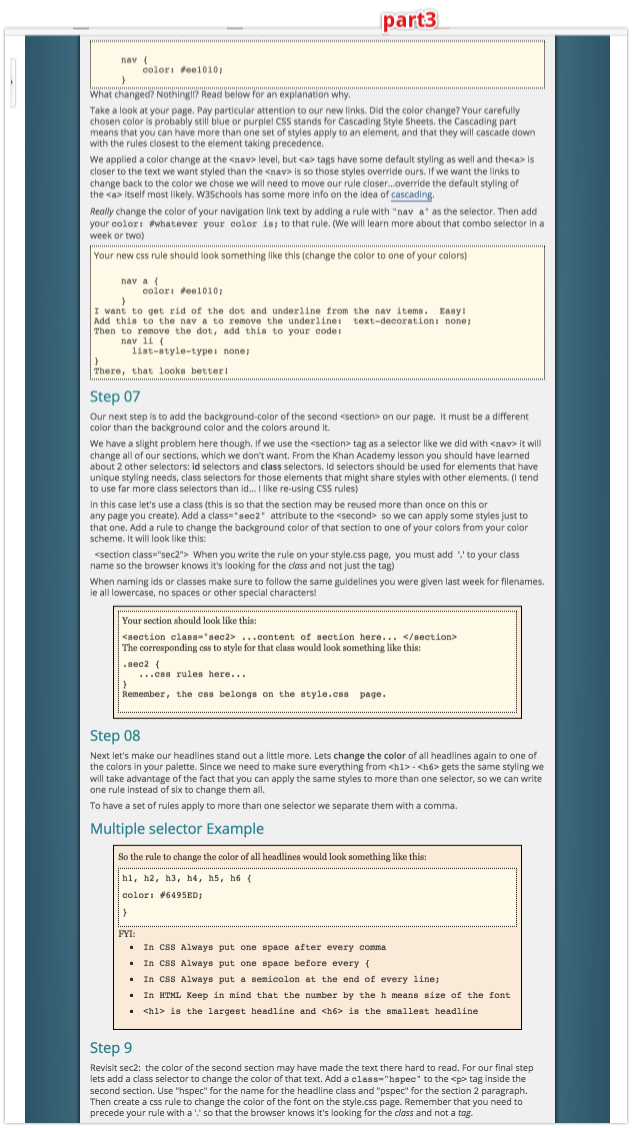 part3
nav {
color: #ee1010;
}
What changed? Nothing!!? Read below for an explanation why.
Take a look at your page. Pay particular attention to our new links. Did the color change? Your carefully
chosen color is probably still blue or purple! CSS stands for Cascading Style Sheets. the Cascading part
means that you can have more than one set of styles apply to an element, and that they will cascade down
with the rules closest to the element taking precedence.
We applied a color change at the <nav> level, but <a> tags have some default styling as well and the<a> is
closer to the text we want styled than the <nav> is so those styles override ours. If we want the links to
change back to the color we chose we will need to move our rule closer...override the default styling of
the <a> itself most likely. W3Schools has some more info on the idea of cascading.
Really change the color of your navigation link text by adding a rule with "nav a" as the selector. Then add
your color: #whatever your color is; to that rule. (We will learn more about that combo selector in a
week or two)
Your new css rule should look something like this (change the color to one of your colors)
nav a {
color: #ee1010;
}
I want to get rid of the dot and underline from the nav items. Easy!
Add this to the nav a to remove the underline: text-decoration: none;
Then to remove the dot, add this to your code:
nav li {
list-style-type: none;
}
There, that looks better!
Step 07
Our next step is to add the background-color of the second <section> on our page. It must be a different
color than the background color and the colors around it.
We have a slight problem here though. If we use the <section> tag as a selector like we did with <nav> it will
change all of our sections, which we don't want. From the Khan Academy lesson you should have learned
about 2 other selectors: id selectors and class selectors. Id selectors should be used for elements that have
unique styling needs, class selectors for those elements that might share styles with other elements. (I tend
to use far more class selectors than id... I like re-using CSS rules)
In this case let's use a class (this is so that the section may be reused more than once on this or
any page you create). Add a class="sec2" attribute to the <second> so we can apply some styles just to
that one. Add a rule to change the background color of that section to one of your colors from your color
scheme. It will look like this:
<section class="sec2"> When you write the rule on your style.css page, you must add '.' to your class
name so the browser knows it's looking for the class and not just the tag)
When naming ids or classes make sure to follow the same guidelines you were given last week for filenames.
ie all lowercase, no spaces or other special characters!
Your section should look like this:
<section class="sec2> ...content of section here... </section>
The corresponding css to style for that class would look something like this:
.sec2 {
...css rules here...
}
Remember, the css belongs on the style.css page.
Step 08
Next let's make our headlines stand out a little more. Lets change the color of all headlines again to one of
the colors in your palette. Since we need to make sure everything from <h1> - <h6> gets the same styling we
will take advantage of the fact that you can apply the same styles to more than one selector, so we can write
one rule instead of six to change them all.
To have a set of rules apply to more than one selector we separate them with a comma.
Multiple selector Example
So the rule to change the color of all headlines would look something like this:
h1, h2, h3, h4, h5, h6 {
color: #6495ED;
}
FYI:
▪ In CSS Always put one space after every comma
▪ In CSS Always put one space before every {
▪ In CSS Always put a semicolon at the end of every line;
▪ In HTML Keep in mind that the number by the h means size of the font
▪ <h1> is the largest headline and <h6> is the smallest headline
Step 9
Revisit sec2: the color of the second section may have made the text there hard to read. For our final step
lets add a class selector to change the color of that text. Add a class="hspec" to the <p> tag inside the
second section. Use "hspec" for the name for the headline class and "pspec" for the section 2 paragraph.
Then create a css rule to change the color of the font on the style.css page. Remember that you need to
precede your rule with a '.' so that the browser knows it's looking for the class and not a tag.